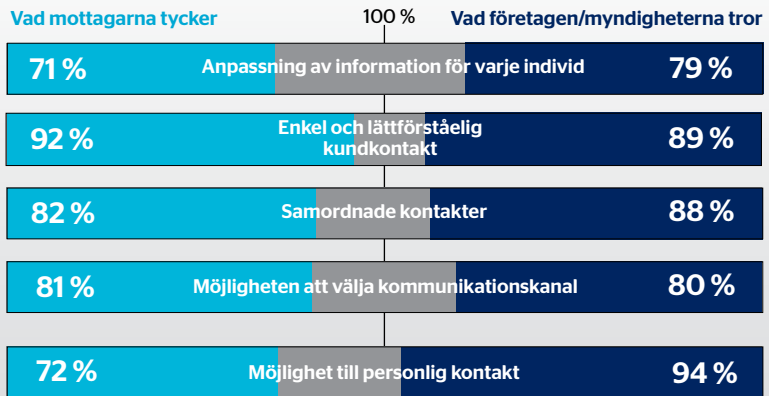 Vad mottagarna tycker 100 % Vad företagen/myndigheterna tror
71 % Anpassning av information för varje individ 79 %
92 % Enkel och lättförståelig
kundkontakt 89 %
82 % Samordnade kontakter 88 %
81 % Möjligheten att välja kommunikationskanal 80 %
72 % Möjlighet till personlig kontakt 94 %